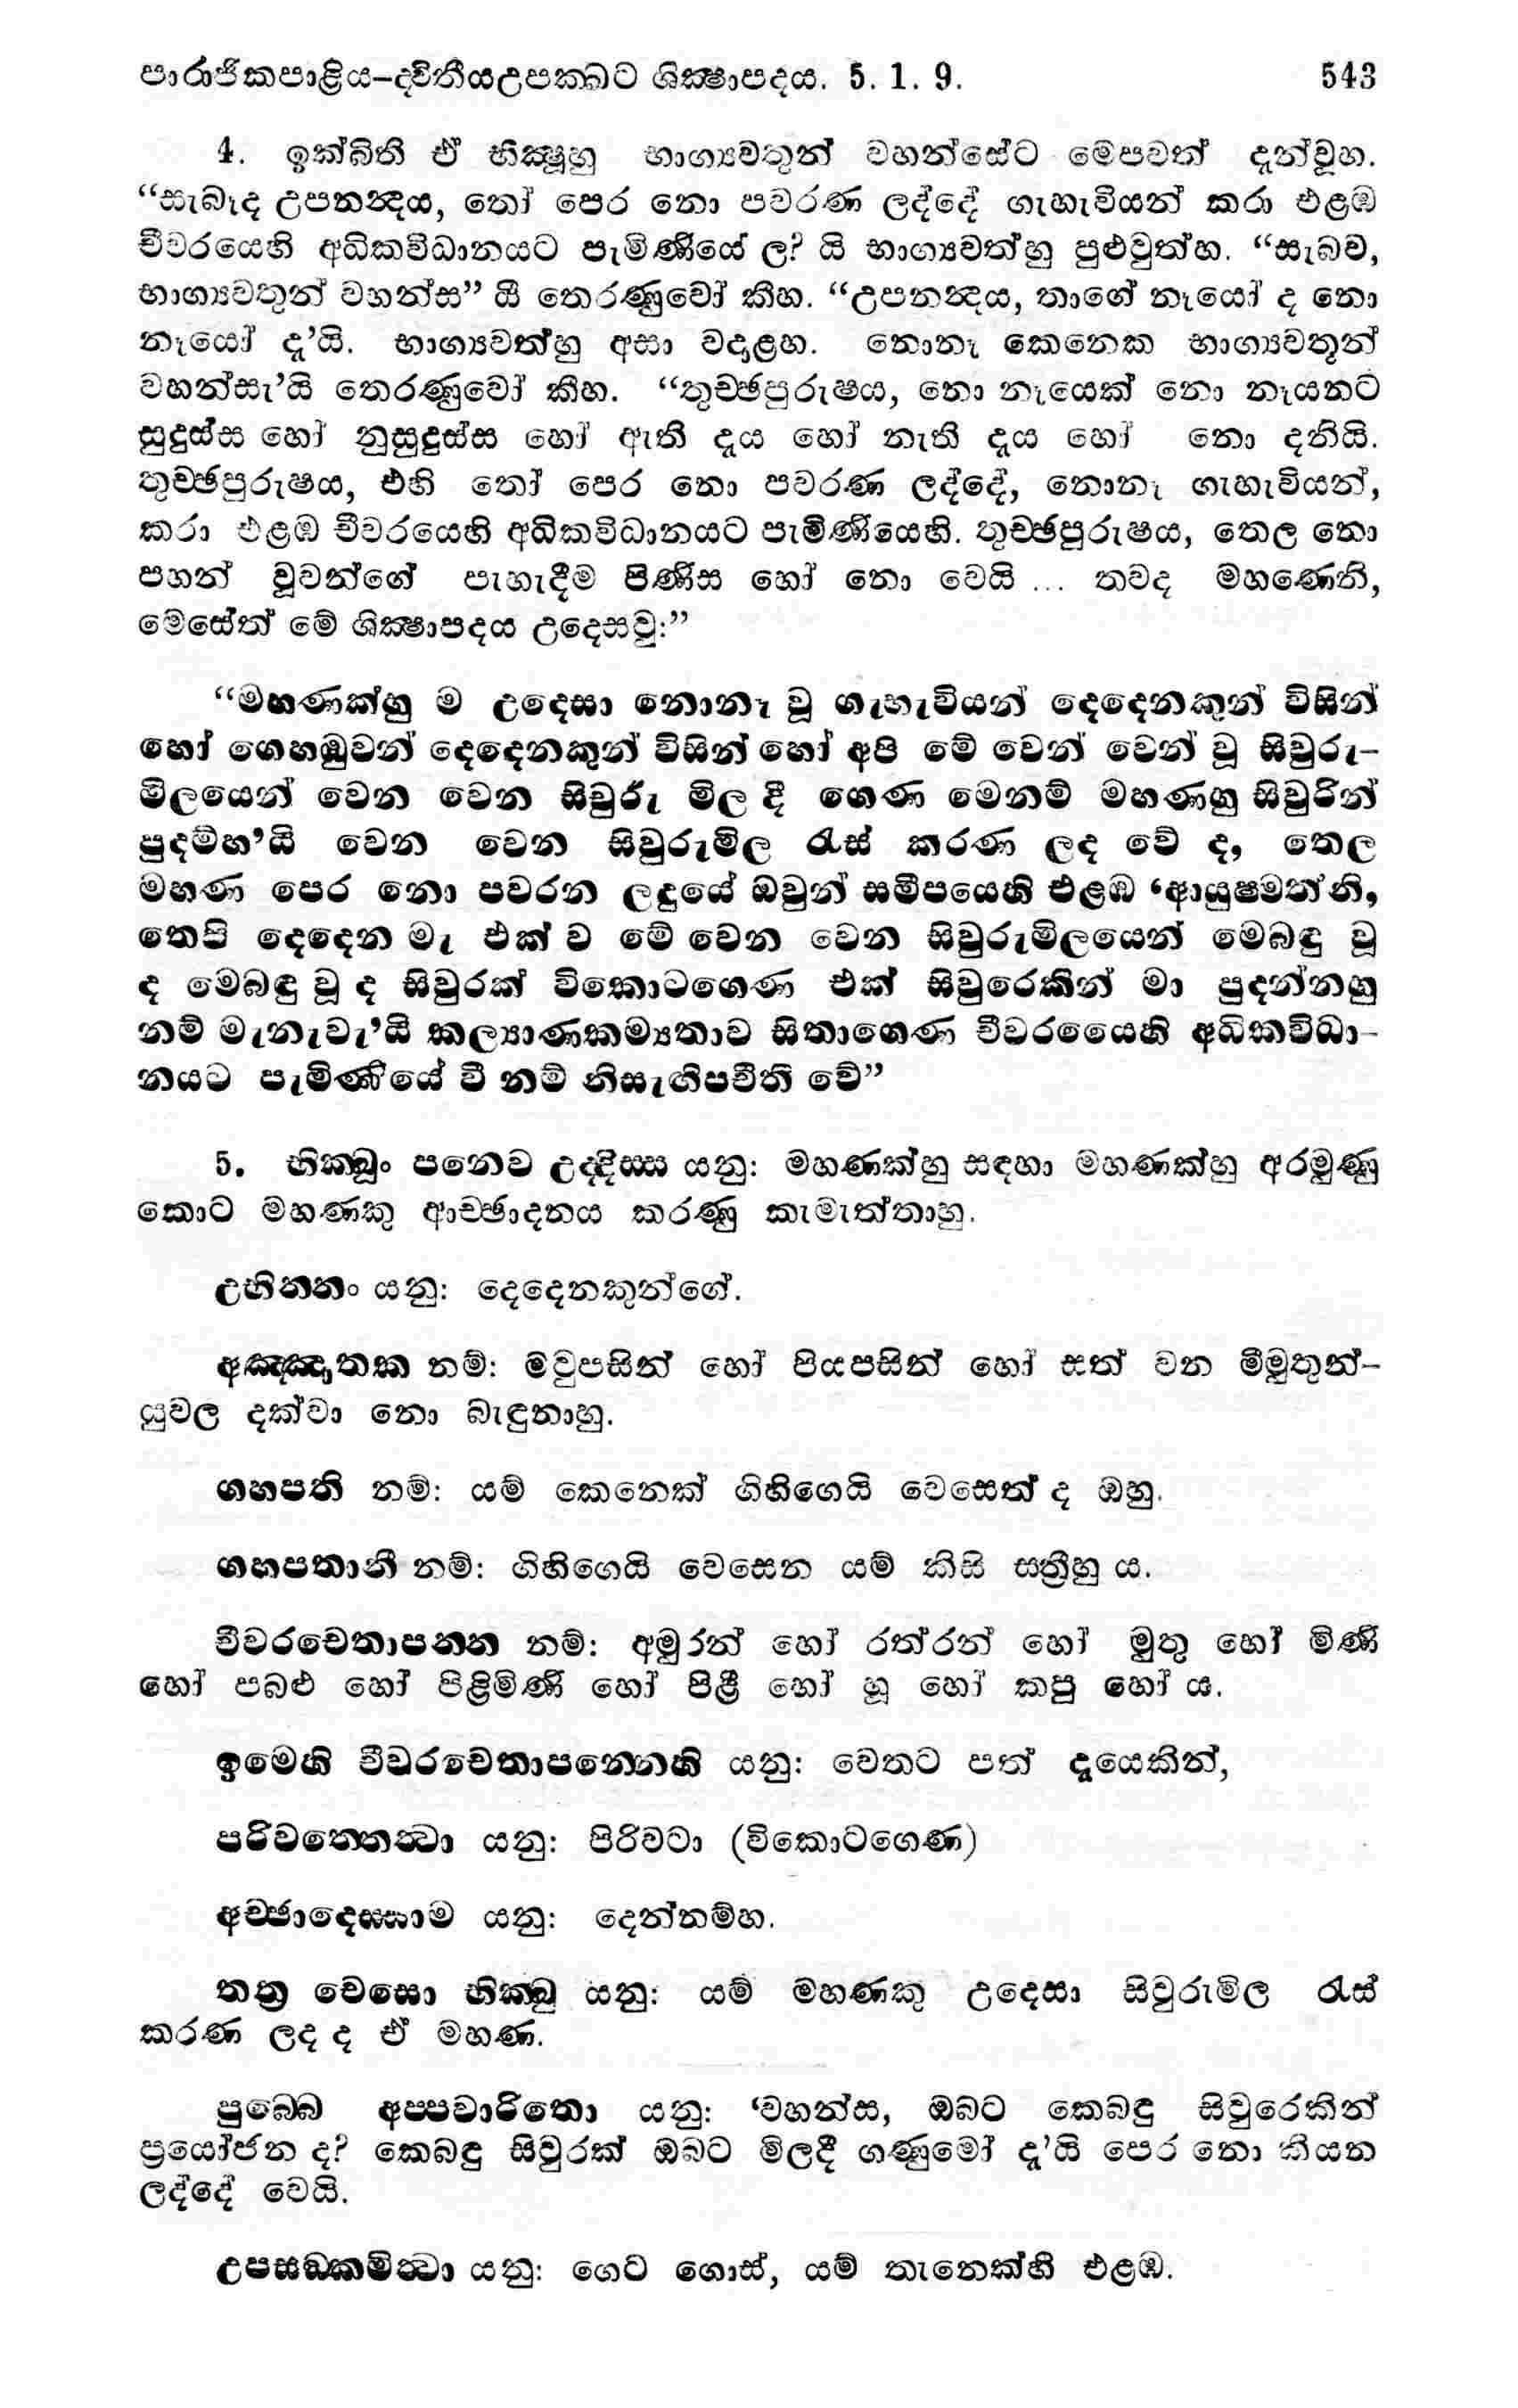 පාරාජිකපාළිය–ද්විතීයඋපක්ඛට ශික්ෂාපදය. 5. 1. 9. 543
4. ඉක්බිති ඒ භික්ෂූහු භාග්‍යවතුන් වහන්සේට මෙපවත් දැන්වූහ.
“සැබෑද උපනන්‍දය, තෝ පෙර නො පවරණ ලද්දේ ගැහැවියන් කරා එළඹ
චීවරයෙහි අධිකවිධානයට පැමිණියේ ල? යි භාග්‍යවත්හු පුළුවුත්හ. “සැබව,
භාග්‍යවතුන් වහන්ස” යි තෙරණුවෝ කීහ. “උපනන්‍දය, තාගේ නෑයෝ ද නො
නෑයෝ දැ’යි. භාග්‍යවත්හු අසා වදාළහ. නොනෑ කෙනෙක භාග්‍යවතූන්
වහන්සැ’යි තෙරණුවෝ කීහ. “තුච්ඡපුරුෂය, නො නෑයෙක් නො නෑයනට
සුදුස්ස හෝ නුසුදුස්ස හෝ ඇති දැය හෝ නැති දැය හෝ නො දනියි.
තුච්ඡපුරුෂය, එහි තෝ පෙර නො පවරණ ලද්දේ, නොනෑ ගැහැවියන්,
කරා එළඹ චීවරයෙහි අධිකවිධානයට පැමිණියෙහි. තුච්ඡපුරුෂය, තෙල නො
පහන් වූවන්ගේ පැහැදීම පිණිස හෝ නො වෙයි ... තවද මහණෙනි,
මෙසේත් මේ ශික්ෂාපදය උදෙසවු:”
“මහණක්හු ම උදෙසා නොනෑ වූ ගැහැවියන් දෙදෙනකුන් විසින්
හෝ ගෙහඹුවන් දෙදෙනකුන් විසින් හෝ අපි මේ වෙන් වෙන් වූ සිවුරු–
මිලයෙන් වෙන වෙන සිවුරු මිල දී ගෙණ මෙනම් මහණහු සිවුරින්
පුදම්හ’යි වෙන වෙන සිවුරුමිල රැස් කරණ ලද වේ ද, තෙල
මහණ පෙර නො පවරන ලදුයේ ඔවුන් සමීපයෙහි එළඹ ‘ආයුෂ්මත්නි,
තෙපි දෙදෙන මැ එක් ව මේ වෙන වෙන සිවුරුමිලයෙන් මෙබඳු වූ
ද මෙබඳු වූ ද සිවුරක් විකොටගෙණ එක් සිවුරෙකින් මා පුදන්නහු
නම් මැනැවැ’යි කල්‍යාණකම්‍යතාව සිතාගෙණ චීවරයෙහි අධිකවිධා–
නයට පැමිණියේ වී නම් නිසැගිපචිති වේ”
5. භික්ඛුං පනෙව උද්දිස්ස යනු: මහණක්හු සඳහා මහණක්හු අරමුණු
කොට මහණකු ආච්ඡාදනය කරණු කැමැත්තාහු.
උභින්නං යනු: දෙදෙනකුන්ගේ.
අඤ්ඤාතක නම්: මවුපසින් හෝ පියපසින් හෝ සත් වන මීමුතුන්–
යුවල දක්වා නො බැඳුනාහු.
ගහපති නම්: යම් කෙනෙක් ගිහිගෙයි වෙසෙත් ද ඔහු.
ගහපතානී නම්: ගිහිගෙයි වෙසෙන යම් කිසි ස්ත්‍රීහු ය.
චීවරචෙතාපන්න නම්: අමුරන් හෝ රත්රන් හෝ මුතු හෝ මිණි
හෝ පබළු හෝ පිළිමිණි හෝ පිළී හෝ හූ හෝ කපු හෝ ය.
ඉමෙහි චීවරචෙතාපන්නෙහි යනු: වෙතට පත් දැයෙකින්,
පරිවත්තෙත්‍වා යනු: පිරිවටා (විකොටගෙණ)
අච්ඡාදෙස්සාම යනු: දෙන්නම්හ.
තත්‍ර චෙසො භික්ඛු යනු: යම් මහණකු උදෙසා සිවුරුමිල රැස්
කරණ ලද ද ඒ මහණ.
පුබ්බෙ අප්පවාරිතො යනු: ‘වහන්ස, ඔබට කෙබඳු සිවුරෙකින්
ප්‍රයෝජන ද? කෙබඳු සිවුරක් ඔබට මිලදී ගණුමෝ දැ’යි පෙර නො කියන
ලද්දේ වෙයි.
උපසඞ්කමිත්‍වා යනු: ගෙට ගොස්, යම් තැනෙක්හි එළඹ.